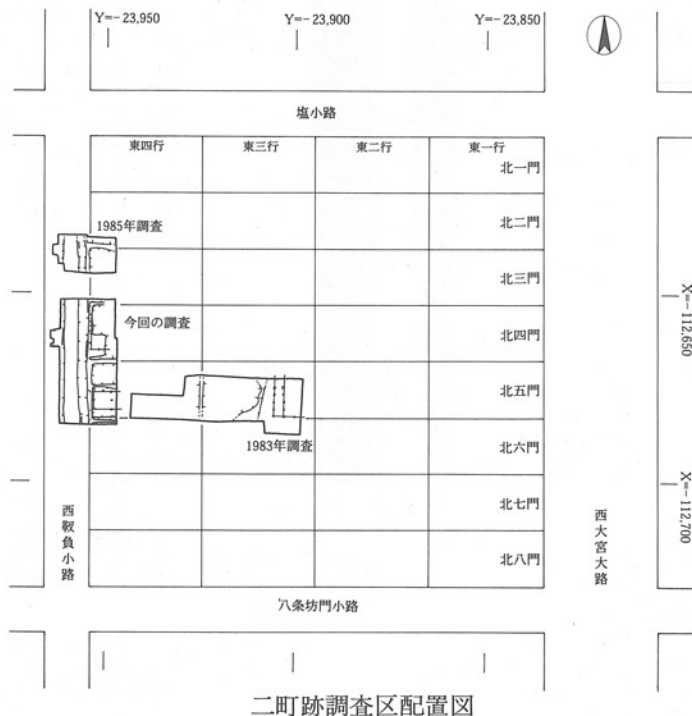 Y=-23,950
Y=-23,900
Y=-23,850
塩小路
東四行
東三行
東二行
東一行
北一門
北二門
1985年調査
北三門
X=-112,650
今回の調査
北四門
北五門
1983年調査
北六門
X=-112,700
北七門
西靫負小路
西大宮大路
北八門
八条坊門小路
二町跡調査区配置図